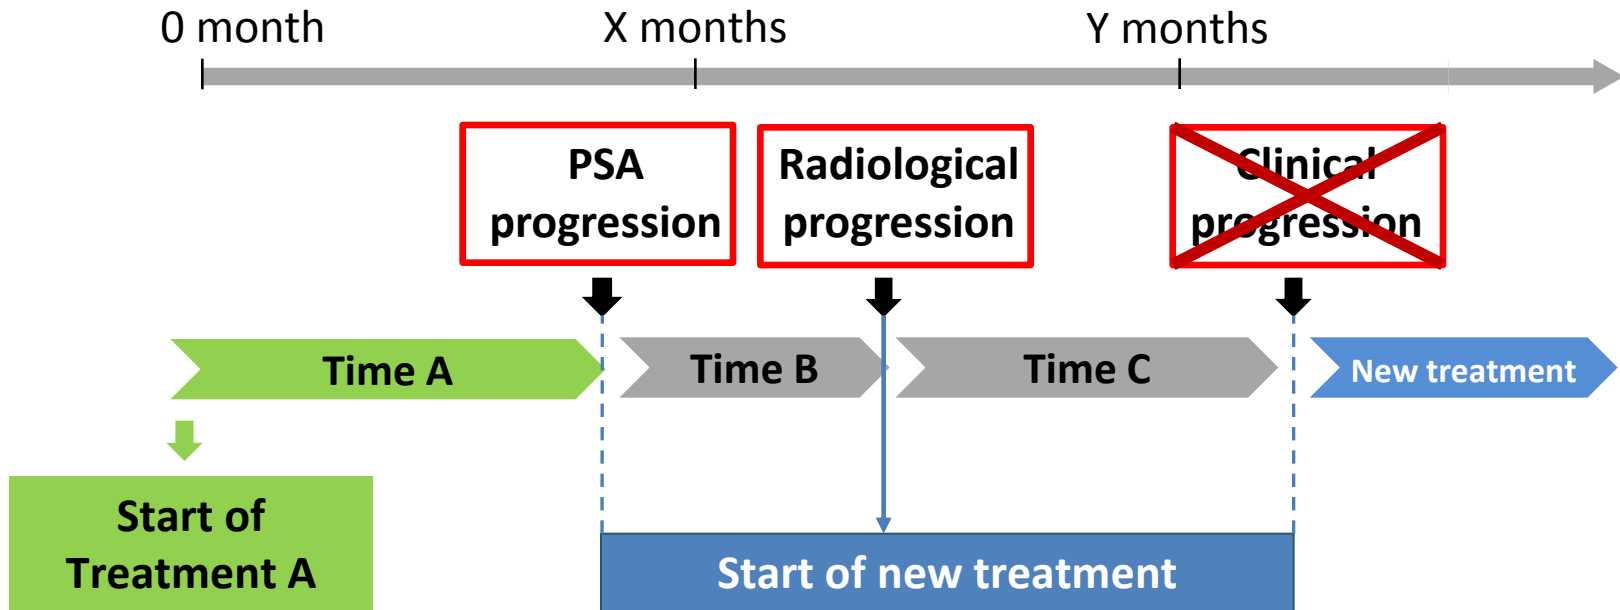 0 month X months Y months
PSA
progression
Radiological
progression
Clinical
progression
Time A Time B Time C New treatment
Start of
Treatment A
Start of new treatment